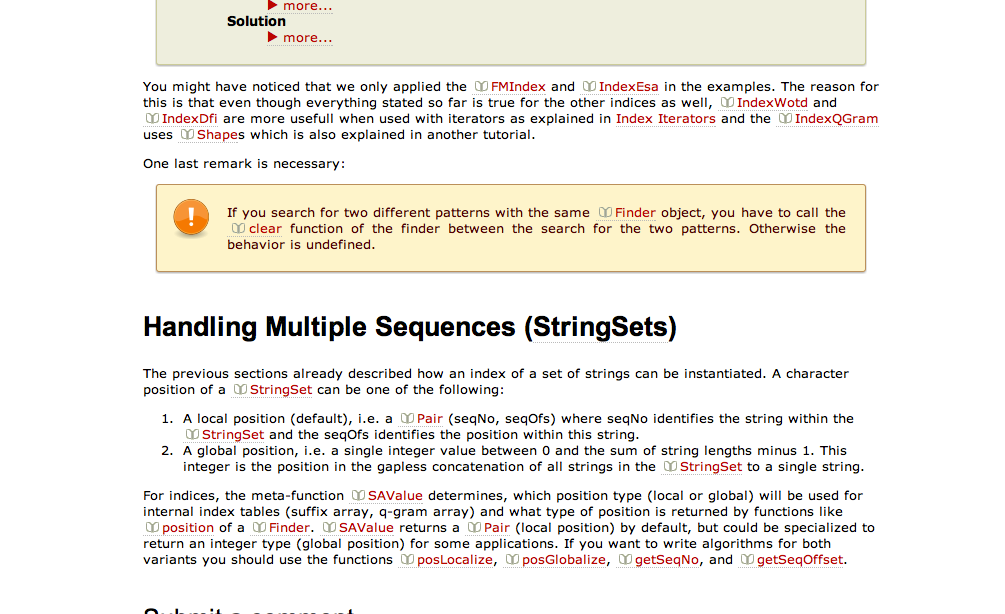 ▶ more...
Solution
▶ more...
You might have noticed that we only applied the FMIndex and IndexEsa in the examples. The reason for
this is that even though everything stated so far is true for the other indices as well, IndexWotd and
IndexDfi are more usefull when used with iterators as explained in Index Iterators and the IndexQGram
uses Shapes which is also explained in another tutorial.
One last remark is necessary:
If you search for two different patterns with the same Finder object, you have to call the
clear function of the finder between the search for the two patterns. Otherwise the
behavior is undefined.
Handling Multiple Sequences (StringSets)
The previous sections already described how an index of a set of strings can be instantiated. A character
position of a StringSet can be one of the following:
1. A local position (default), i.e. a Pair (seqNo, seqOfs) where seqNo identifies the string within the
StringSet and the seqOfs identifies the position within this string.
2. A global position, i.e. a single integer value between 0 and the sum of string lengths minus 1. This
integer is the position in the gapless concatenation of all strings in the StringSet to a single string.
For indices, the meta-function SAValue determines, which position type (local or global) will be used for
internal index tables (suffix array, q-gram array) and what type of position is returned by functions like
position of a Finder. SAValue returns a Pair (local position) by default, but could be specialized to
return an integer type (global position) for some applications. If you want to write algorithms for both
variants you should use the functions posLocalize, posGlobalize, getSeqNo, and getSeqOffset.
Submit a comment